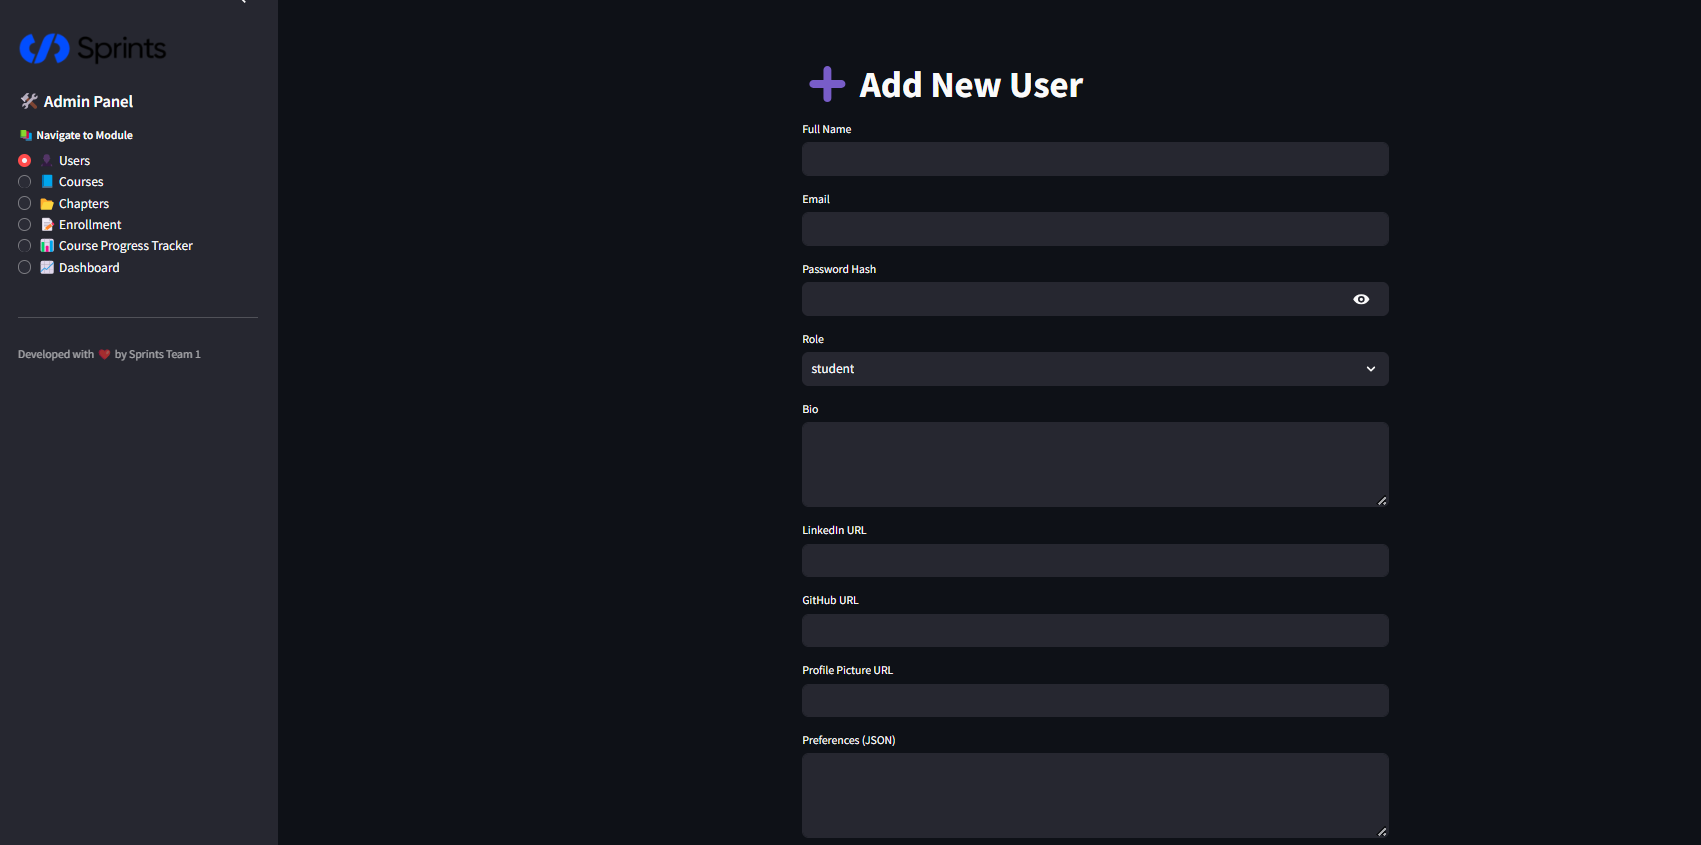 Sprints
Admin Panel
Navigate to Module
Users
Courses
Chapters
Enrollment
Course Progress Tracker
Dashboard
Developed with ❤️ by Sprints Team 1
Add New User
Full Name
Email
Password Hash
Role
student
Bio
LinkedIn URL
GitHub URL
Profile Picture URL
Preferences (JSON)